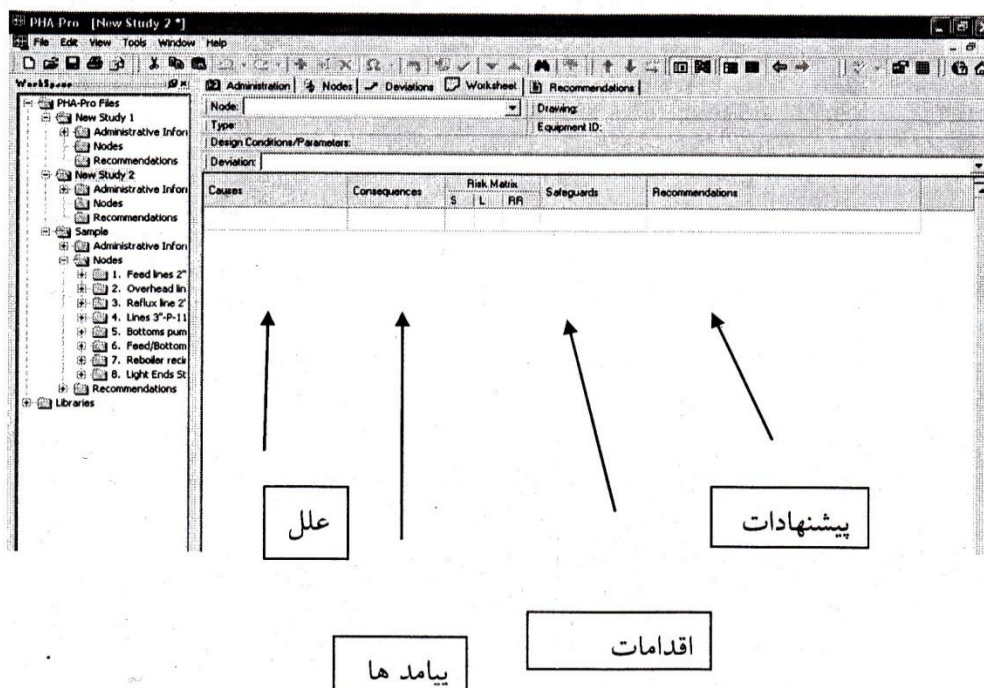 PHA-Pro [New Study 2 *]
File Edit View Tools Window Help
WorkSpace
PHA-Pro Files
New Study 1
Administrative Infor
Nodes
Recommendations
New Study 2
Administrative Infor
Nodes
Recommendations
Sample
Administrative Infor
Nodes
1. Feed lines 2"
2. Overhead lin
3. Reflux line 2"
4. Lines 3"-P-11
5. Bottoms pum
6. Feed/Bottom
7. Reboiler recir
8. Light Ends St
Recommendations
Libraries
Administration Nodes Deviations Worksheet Recommendations
Node: Drawing:
Type: Equipment ID:
Design Conditions/Parameters:
Deviation:
Causes Consequences Risk Matrix Safeguards Recommendations
S L RR
علل
پیشنهادات
اقدامات
پیامد ها